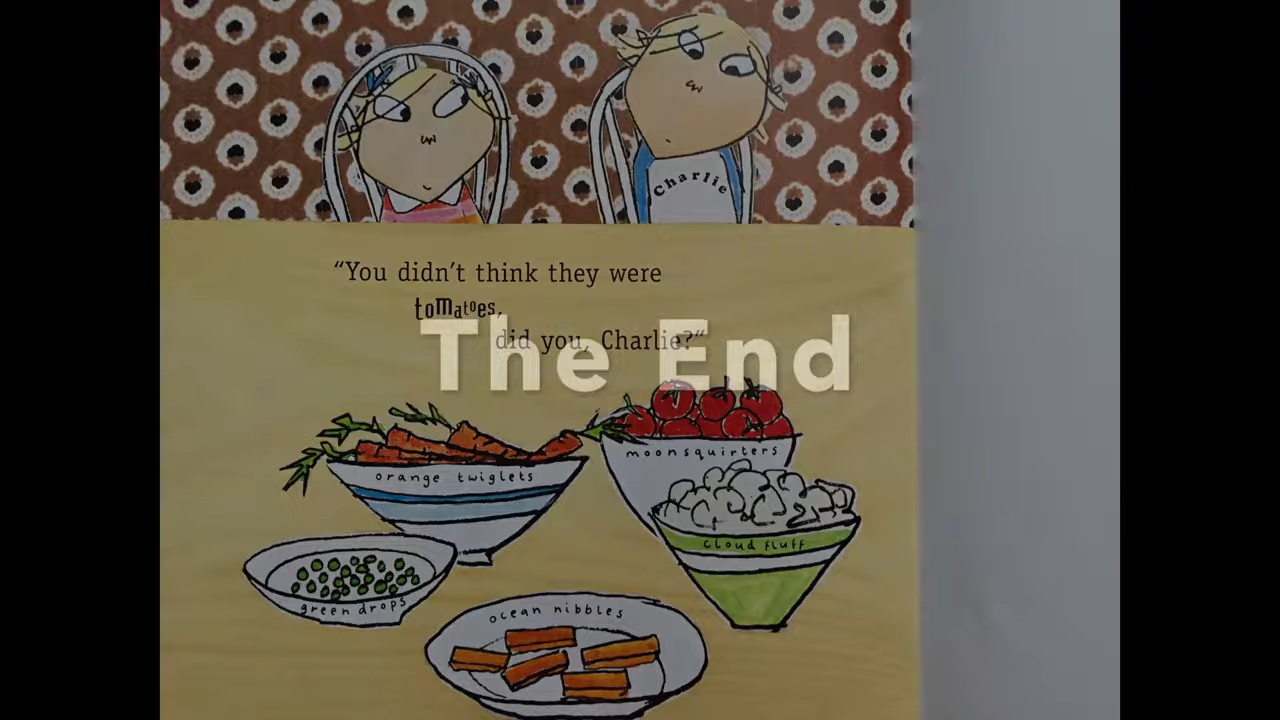 Charlie
“You didn’t think they were
tomatoes,
did you, Charlie?”
The End
moonsquirters
orange twiglets
cloud fluff
green drops
ocean nibbles